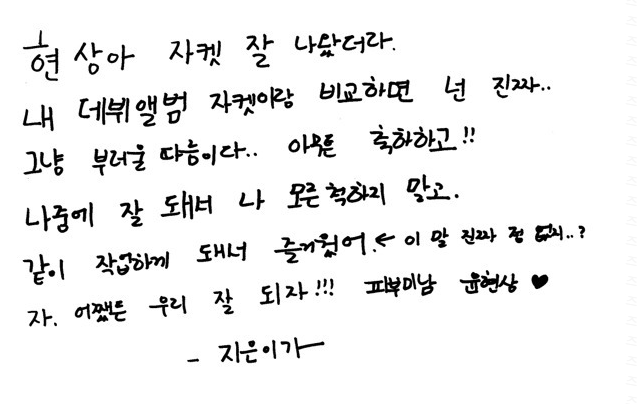 현상아 자켓 잘 나왔더라.
내 데뷔앨범 자켓이랑 비교하면 넌 진짜..
그냥 부러울 따름이다.. 아무튼 축하하고!!
나중에 잘 돼서 나 모른척하지 말고.
같이 작업하게 돼서 즐거웠어.← 이 말 진짜 정 없지..?
자. 어쨌든 우리 잘 되자!!! 피부미남 윤현상 ♥
- 지은이가